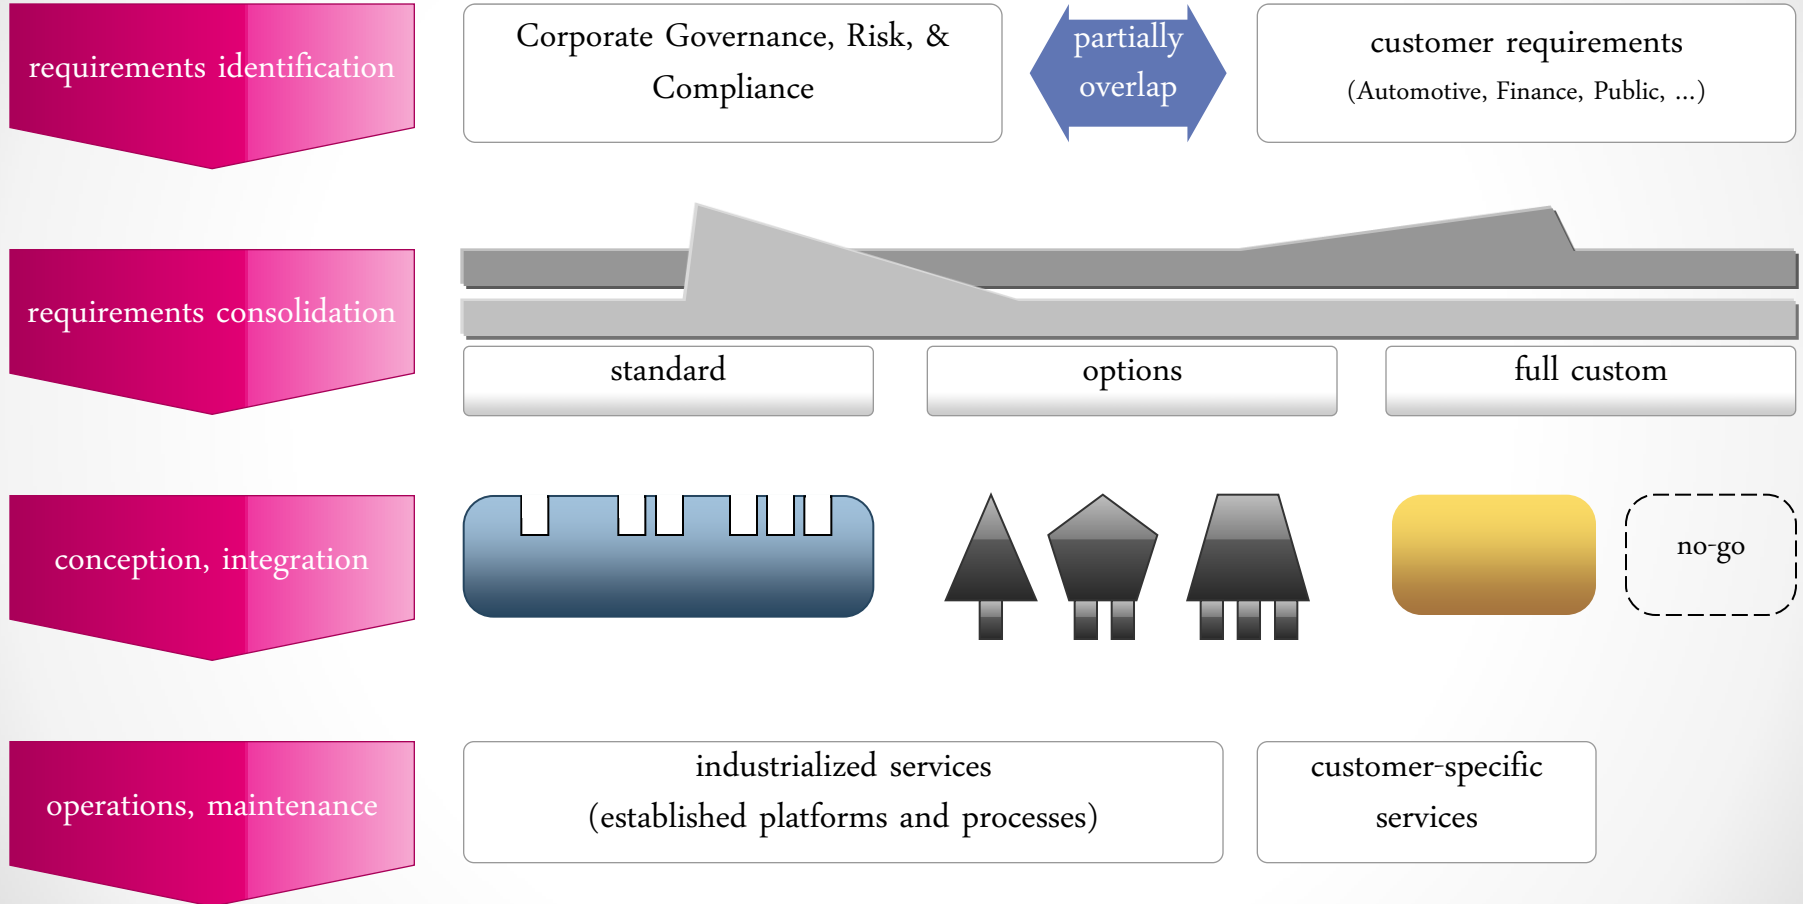 requirements identification
Corporate Governance, Risk, &
Compliance
partially
overlap
customer requirements
(Automotive, Finance, Public, ...)
requirements consolidation
standard
options
full custom
conception, integration
no-go
operations, maintenance
industrialized services
(established platforms and processes)
customer-specific
services